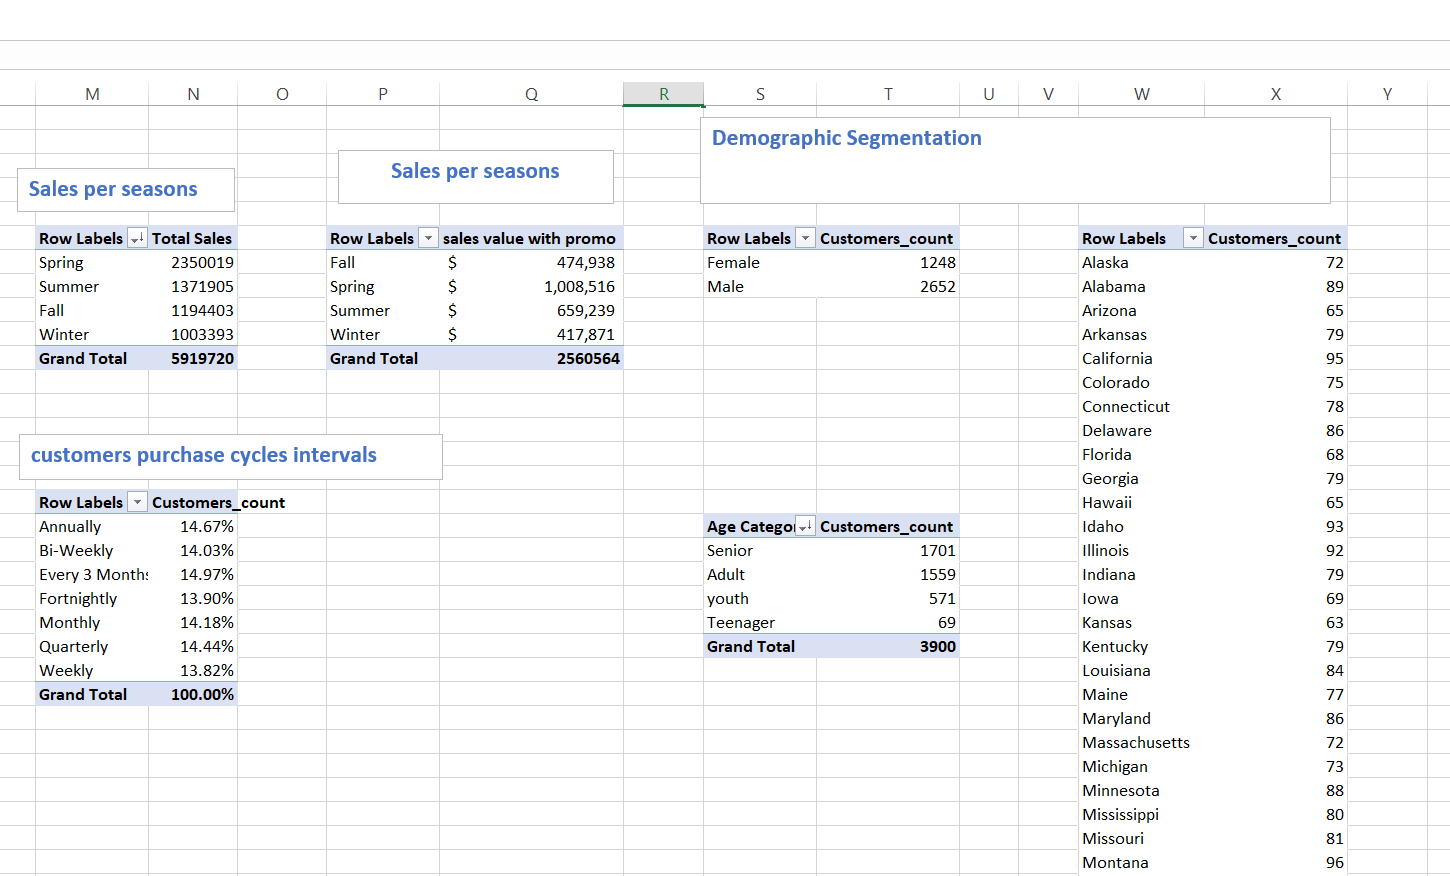 M N O P Q R S T U V W X Y
Demographic Segmentation
Sales per seasons
Sales per seasons
Row Labels Total Sales
Spring 2350019
Summer 1371905
Fall 1194403
Winter 1003393
Grand Total 5919720
Row Labels sales value with promo
Fall $ 474,938
Spring $ 1,008,516
Summer $ 659,239
Winter $ 417,871
Grand Total 2560564
customers purchase cycles intervals
Row Labels Customers_count
Annually 14.67%
Bi-Weekly 14.03%
Every 3 Months 14.97%
Fortnightly 13.90%
Monthly 14.18%
Quarterly 14.44%
Weekly 13.82%
Grand Total 100.00%
Row Labels Customers_count
Female 1248
Male 2652
Age Catego Customers_count
Senior 1701
Adult 1559
youth 571
Teenager 69
Grand Total 3900
Row Labels Customers_count
Alaska 72
Alabama 89
Arizona 65
Arkansas 79
California 95
Colorado 75
Connecticut 78
Delaware 86
Florida 68
Georgia 79
Hawaii 65
Idaho 93
Illinois 92
Indiana 79
Iowa 69
Kansas 63
Kentucky 79
Louisiana 84
Maine 77
Maryland 86
Massachusetts 72
Michigan 73
Minnesota 88
Mississippi 80
Missouri 81
Montana 96